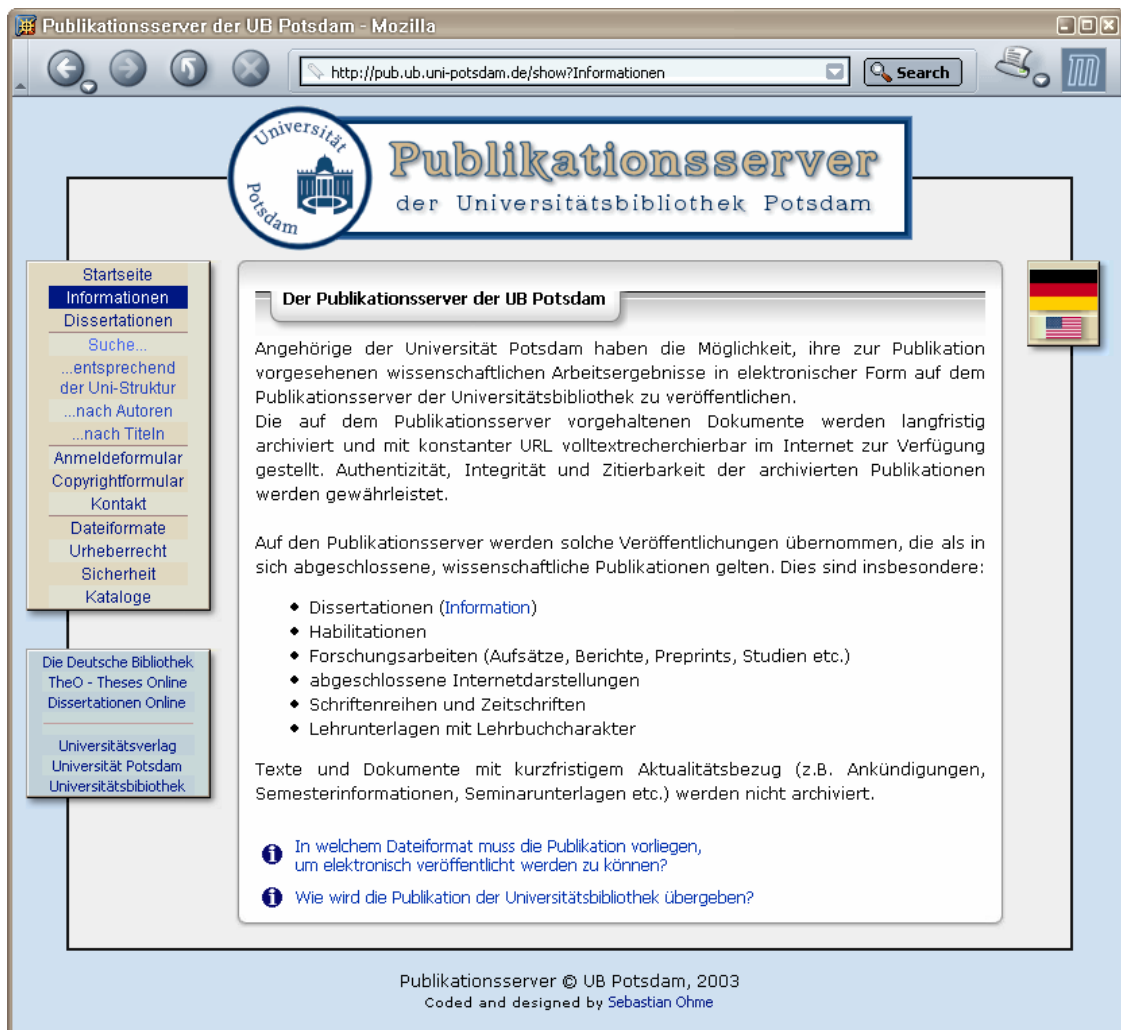 Publikationsserver der UB Potsdam - Mozilla
http://pub.ub.uni-potsdam.de/show?Informationen
Search
Universität
Potsdam
Publikationsserver
der Universitätsbibliothek Potsdam
Startseite
Informationen
Dissertationen
Suche...
...entsprechend
der Uni-Struktur
...nach Autoren
...nach Titeln
Anmeldeformular
Copyrightformular
Kontakt
Dateiformate
Urheberrecht
Sicherheit
Kataloge
Die Deutsche Bibliothek
TheO - Theses Online
Dissertationen Online
Universitätsverlag
Universität Potsdam
Universitätsbibiothek
Der Publikationsserver der UB Potsdam
Angehörige der Universität Potsdam haben die Möglichkeit, ihre zur Publikation
vorgesehenen wissenschaftlichen Arbeitsergebnisse in elektronischer Form auf dem
Publikationsserver der Universitätsbibliothek zu veröffentlichen.
Die auf dem Publikationsserver vorgehaltenen Dokumente werden langfristig
archiviert und mit konstanter URL volltextrecherchierbar im Internet zur Verfügung
gestellt. Authentizität, Integrität und Zitierbarkeit der archivierten Publikationen
werden gewährleistet.
Auf den Publikationsserver werden solche Veröffentlichungen übernommen, die als in
sich abgeschlossene, wissenschaftliche Publikationen gelten. Dies sind insbesondere:
Dissertationen (Information)
Habilitationen
Forschungsarbeiten (Aufsätze, Berichte, Preprints, Studien etc.)
abgeschlossene Internetdarstellungen
Schriftenreihen und Zeitschriften
Lehrunterlagen mit Lehrbuchcharakter
Texte und Dokumente mit kurzfristigem Aktualitätsbezug (z.B. Ankündigungen,
Semesterinformationen, Seminarunterlagen etc.) werden nicht archiviert.
In welchem Dateiformat muss die Publikation vorliegen,
um elektronisch veröffentlicht werden zu können?
Wie wird die Publikation der Universitätsbibliothek übergeben?
Publikationsserver © UB Potsdam, 2003
Coded and designed by Sebastian Ohme